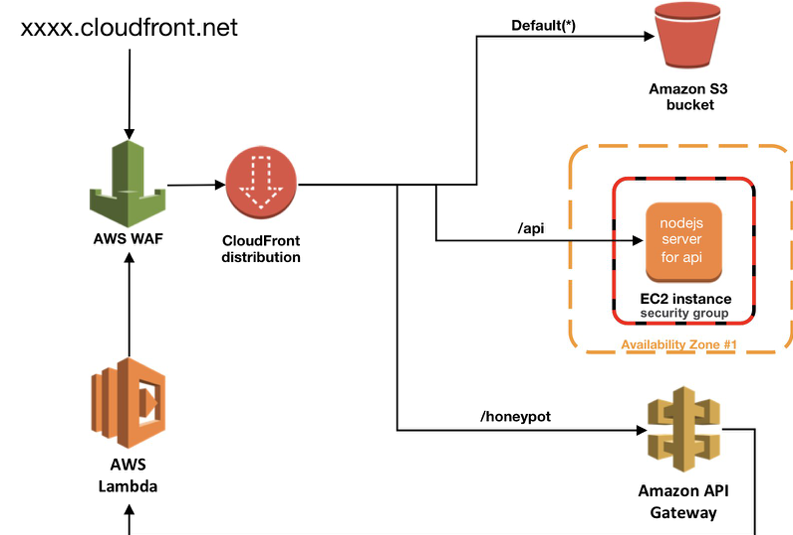 xxxx.cloudfront.net
Default(*)
Amazon S3
bucket
AWS WAF
CloudFront
distribution
/api
nodejs
server
for api
EC2 instance
security group
Availability Zone #1
/honeypot
AWS
Lambda
Amazon API
Gateway